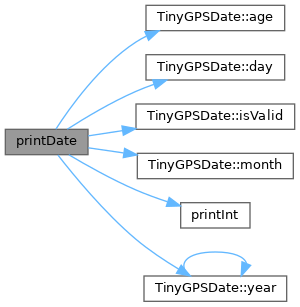 TinyGPSDate::age
TinyGPSDate::day
TinyGPSDate::isValid
printDate
TinyGPSDate::month
printInt
TinyGPSDate::year